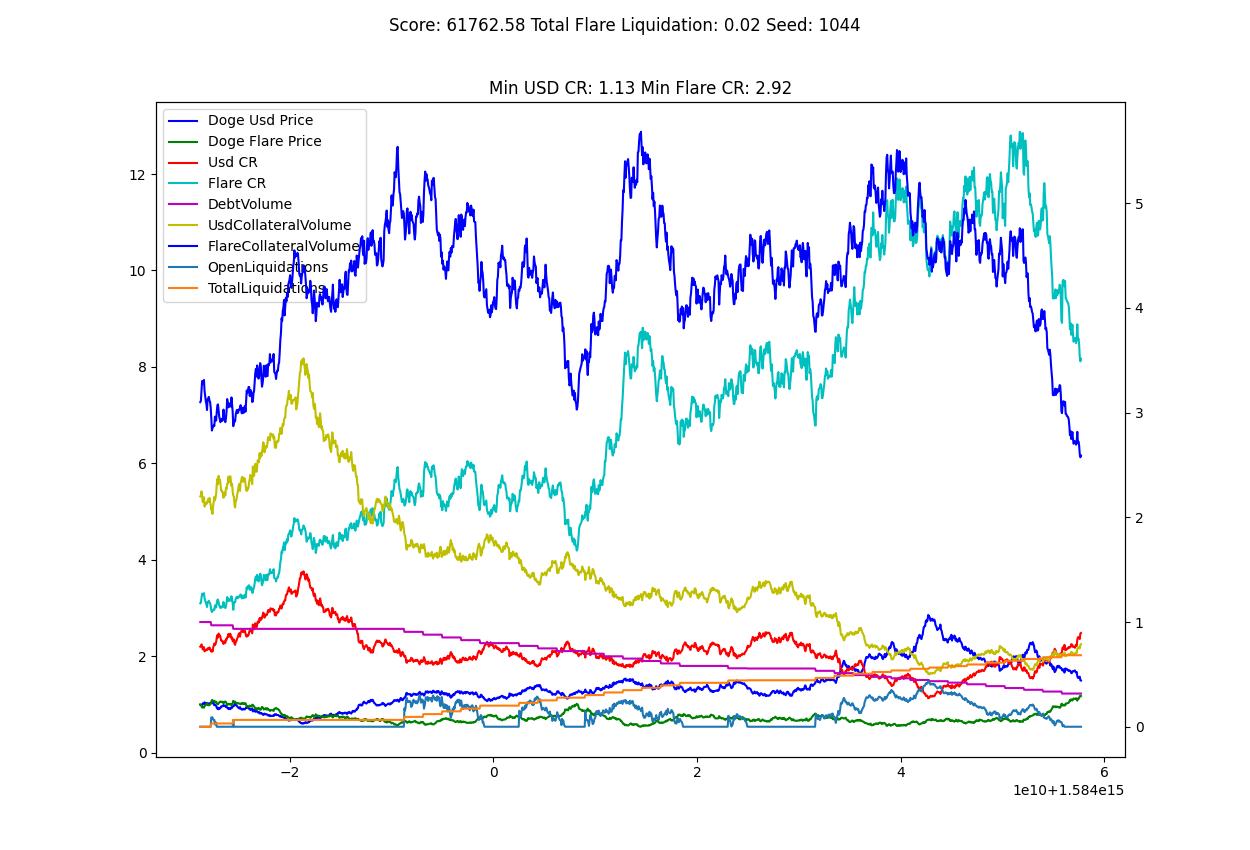 Score: 61762.58 Total Flare Liquidation: 0.02 Seed: 1044
Min USD CR: 1.13 Min Flare CR: 2.92
Doge Usd Price
Doge Flare Price
Usd CR
Flare CR
DebtVolume
UsdCollateralVolume
FlareCollateralVolume
OpenLiquidations
TotalLiquidations
12
10
8
6
4
2
0
5
4
3
2
1
0
−2
0
2
4
6
1e10+1.584e15